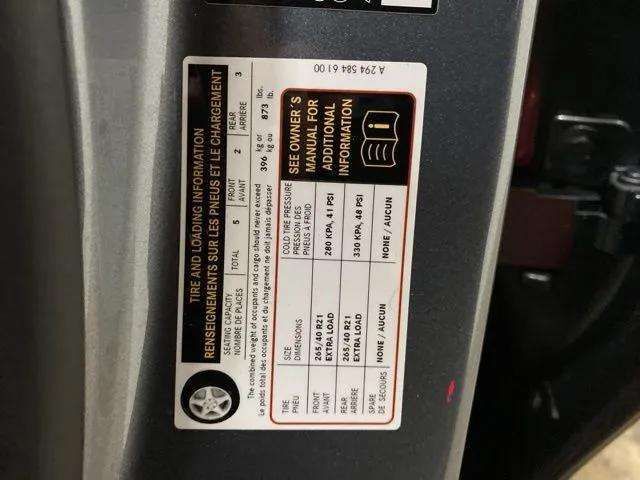 TIRE AND LOADING INFORMATION
RENSEIGNEMENTS SUR LES PNEUS ET LE CHARGEMENT
SEATING CAPACITY TOTAL 5 FRONT 2 REAR 3
NOMBRE DE PLACES AVANT ARRIÈRE
The combined weight of occupants and cargo should never exceed 396 kg or 873 lbs.
Le poids total des occupants et du chargement ne doit jamais dépasser kg ou lb.
TIRE SIZE COLD TIRE PRESSURE
PNEU DIMENSIONS PRESSION DES
PNEUS A FROID
FRONT 265/40 R21 280 KPA, 41 PSI
AVANT EXTRA LOAD
REAR 265/40 R21 330 KPA, 48 PSI
ARRIERE EXTRA LOAD
SPARE NONE / AUCUN NONE / AUCUN
DE SECOURS
SEE OWNER'S
MANUAL FOR
ADDITIONAL
INFORMATION
A 294 584 61 00